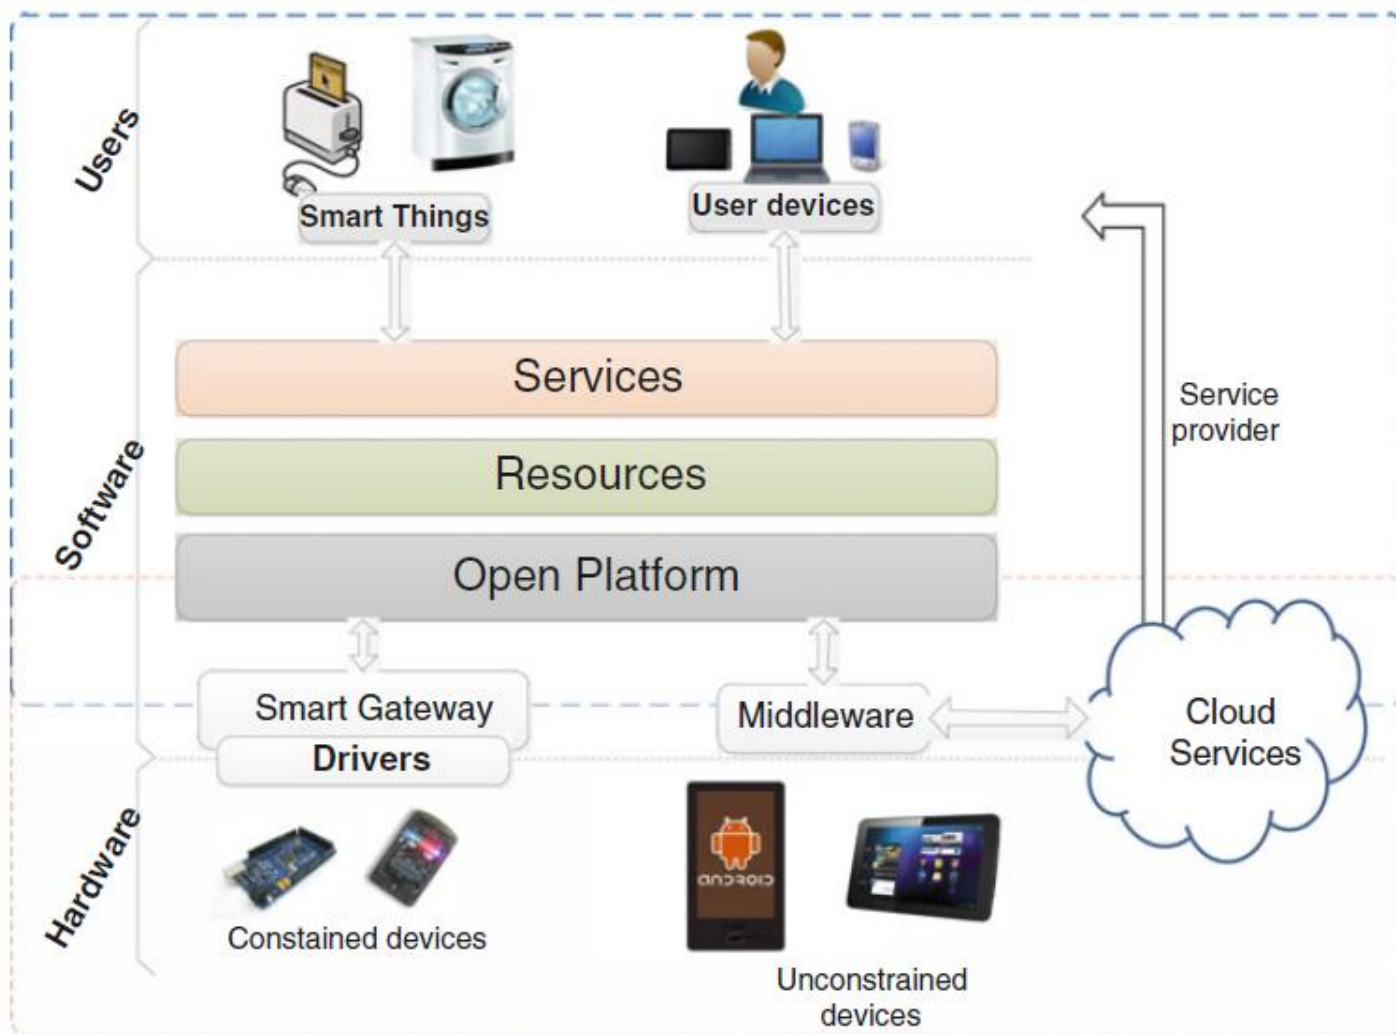 Users
Smart Things
User devices
Services
Service
provider
Software
Resources
Open Platform
Smart Gateway
Middleware
Cloud
Services
Drivers
Hardware
ANDROID
Constained devices
Unconstrained
devices